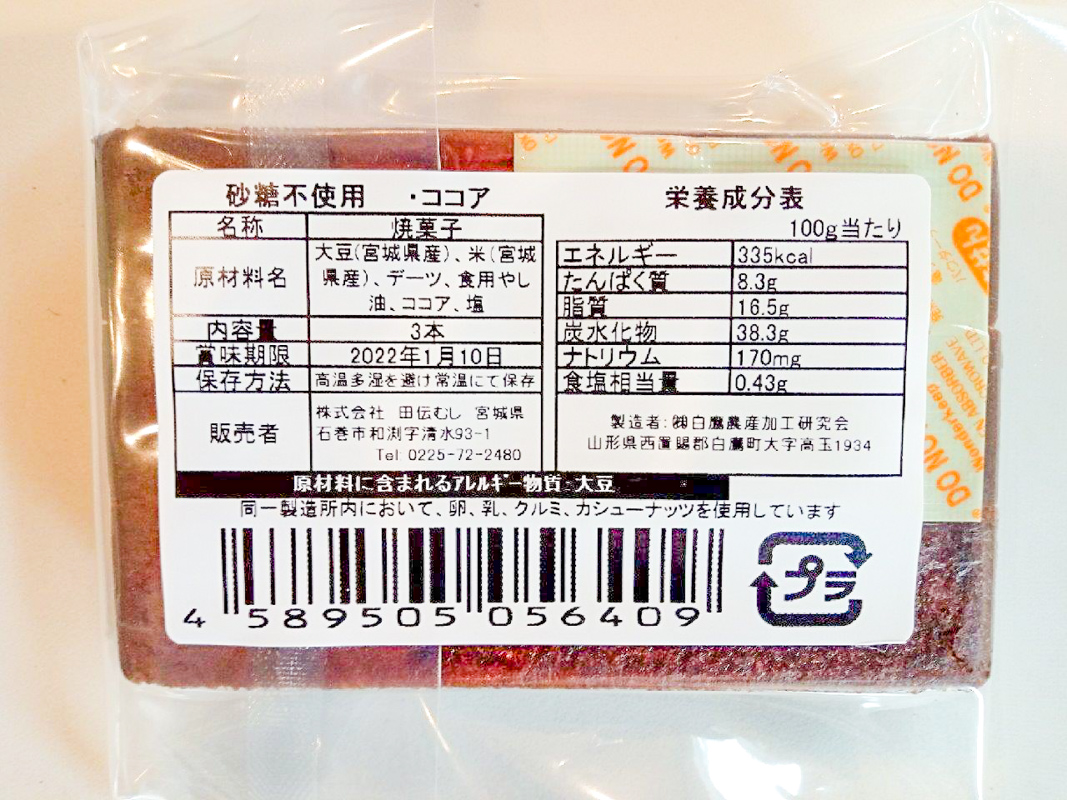 砂糖不使用 ・ココア
名称 焼菓子
原材料名 大豆(宮城県産)、米(宮城
県産)、デーツ、食用やし
油、ココア、塩
内容量 3本
賞味期限 2022年1月10日
保存方法 高温多湿を避け常温にて保存
販売者 株式会社 田伝むし 宮城県
石巻市和渕字清水93-1
Tel: 0225-72-2480
栄養成分表
100g当たり
エネルギー 335kcal
たんぱく質 8.3g
脂質 16.5g
炭水化物 38.3g
ナトリウム 170mg
食塩相当量 0.43g
製造者:㈱白鷹農産加工研究会
山形県西置賜郡白鷹町大字高玉1934
原材料に含まれるアレルギー物質・大豆
同一製造所内において、卵、乳、クルミ、カシューナッツを使用しています
4 589505 056409
プラ
DO NO
WonderKeep
ABSORBER